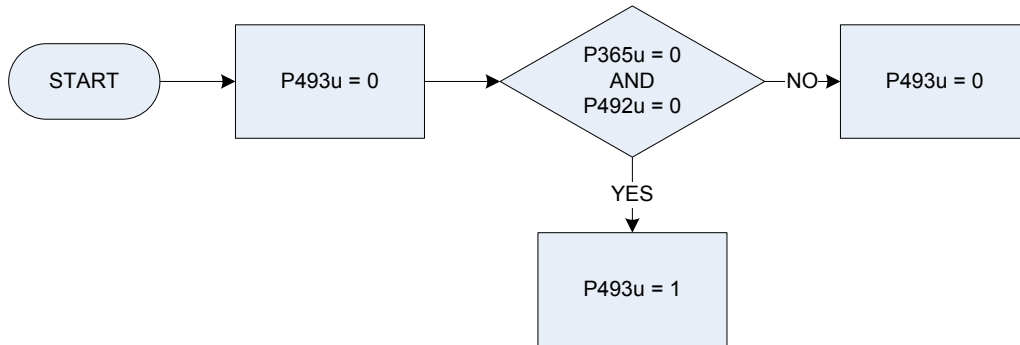 START
P493u = 0
P365u = 0
AND
P492u = 0
NO
P493u = 0
YES
P493u = 1